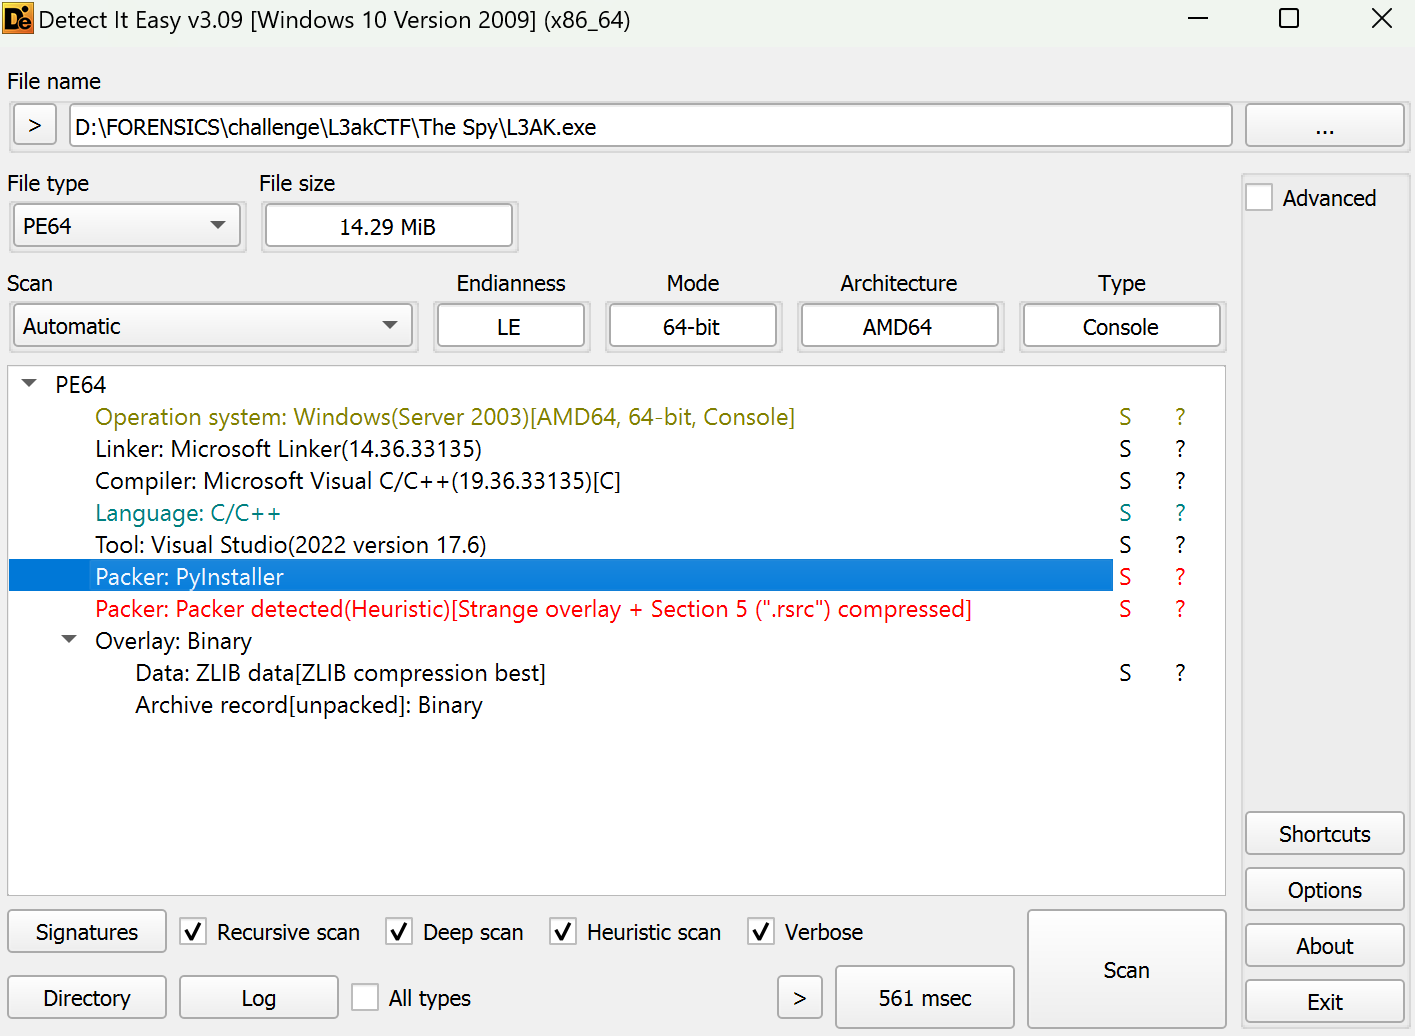 Detect It Easy v3.09 [Windows 10 Version 2009] (x86_64)
File name
> D:\FORENSICS\challenge\L3akCTF\The Spy\L3AK.exe ...
File type File size
PE64 14.29 MiB Advanced
Scan Endianness Mode Architecture Type
Automatic LE 64-bit AMD64 Console
PE64
Operation system: Windows(Server 2003)[AMD64, 64-bit, Console] S ?
Linker: Microsoft Linker(14.36.33135) S ?
Compiler: Microsoft Visual C/C++(19.36.33135)[C] S ?
Language: C/C++ S ?
Tool: Visual Studio(2022 version 17.6) S ?
Packer: PyInstaller S ?
Packer: Packer detected(Heuristic)[Strange overlay + Section 5 (".rsrc") compressed] S ?
Overlay: Binary
Data: ZLIB data[ZLIB compression best] S ?
Archive record[unpacked]: Binary
Shortcuts
Options
Signatures Recursive scan Deep scan Heuristic scan Verbose
About
Scan
Directory Log All types > 561 msec
Exit